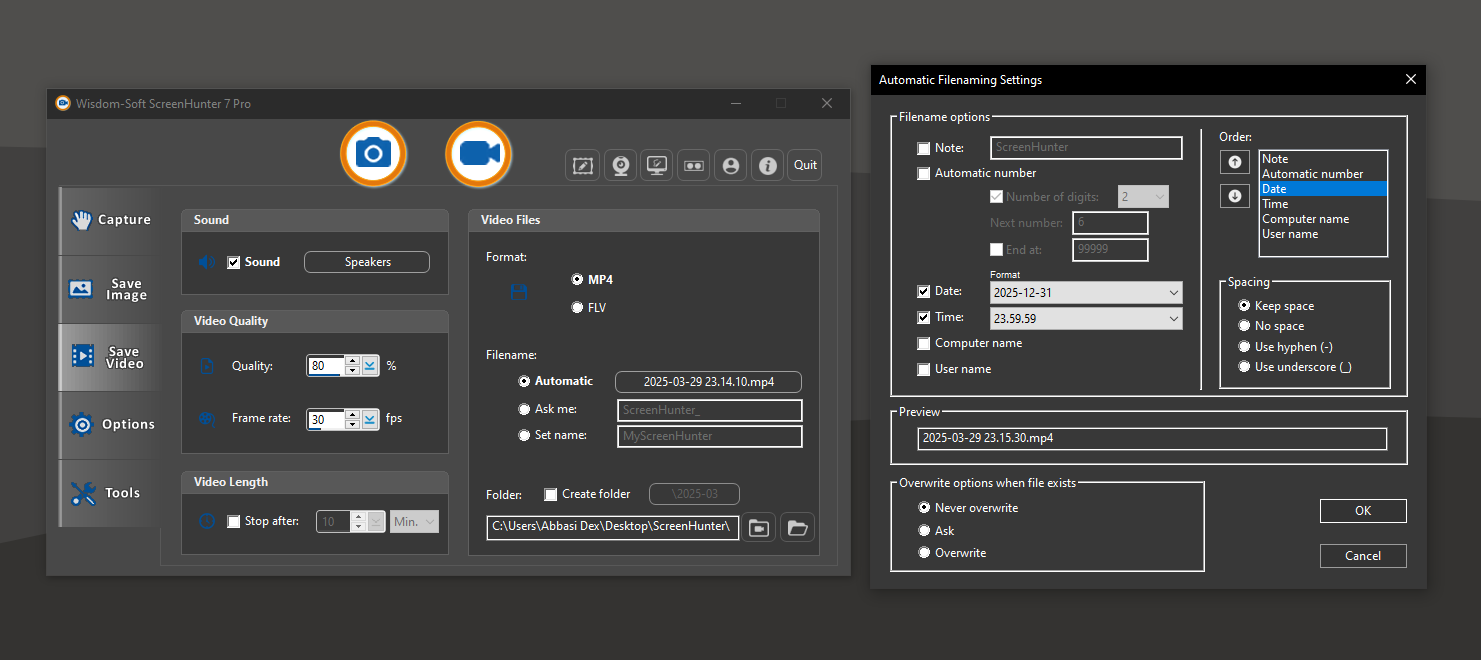 Wisdom-Soft ScreenHunter 7 Pro
Quit
Capture
Save
Image
Save
Video
Options
Tools
Sound
Sound
Speakers
Video Quality
Quality:
80
%
Frame rate:
30
fps
Video Length
Stop after:
10
Min.
Video Files
Format:
MP4
FLV
Filename:
Automatic
2025-03-29 23.14.10.mp4
Ask me:
ScreenHunter_
Set name:
MyScreenHunter
Folder:
Create folder
\2025-03
C:\Users\Abbasi Dex\Desktop\ScreenHunter\
Automatic Filenaming Settings
Filename options
Note:
ScreenHunter
Automatic number
Number of digits:
2
Next number:
6
End at:
99999
Format
Date:
2025-12-31
Time:
23.59.59
Computer name
User name
Order:
Note
Automatic number
Date
Time
Computer name
User name
Spacing
Keep space
No space
Use hyphen (-)
Use underscore (_)
Preview
2025-03-29 23.15.30.mp4
Overwrite options when file exists
Never overwrite
Ask
Overwrite
OK
Cancel